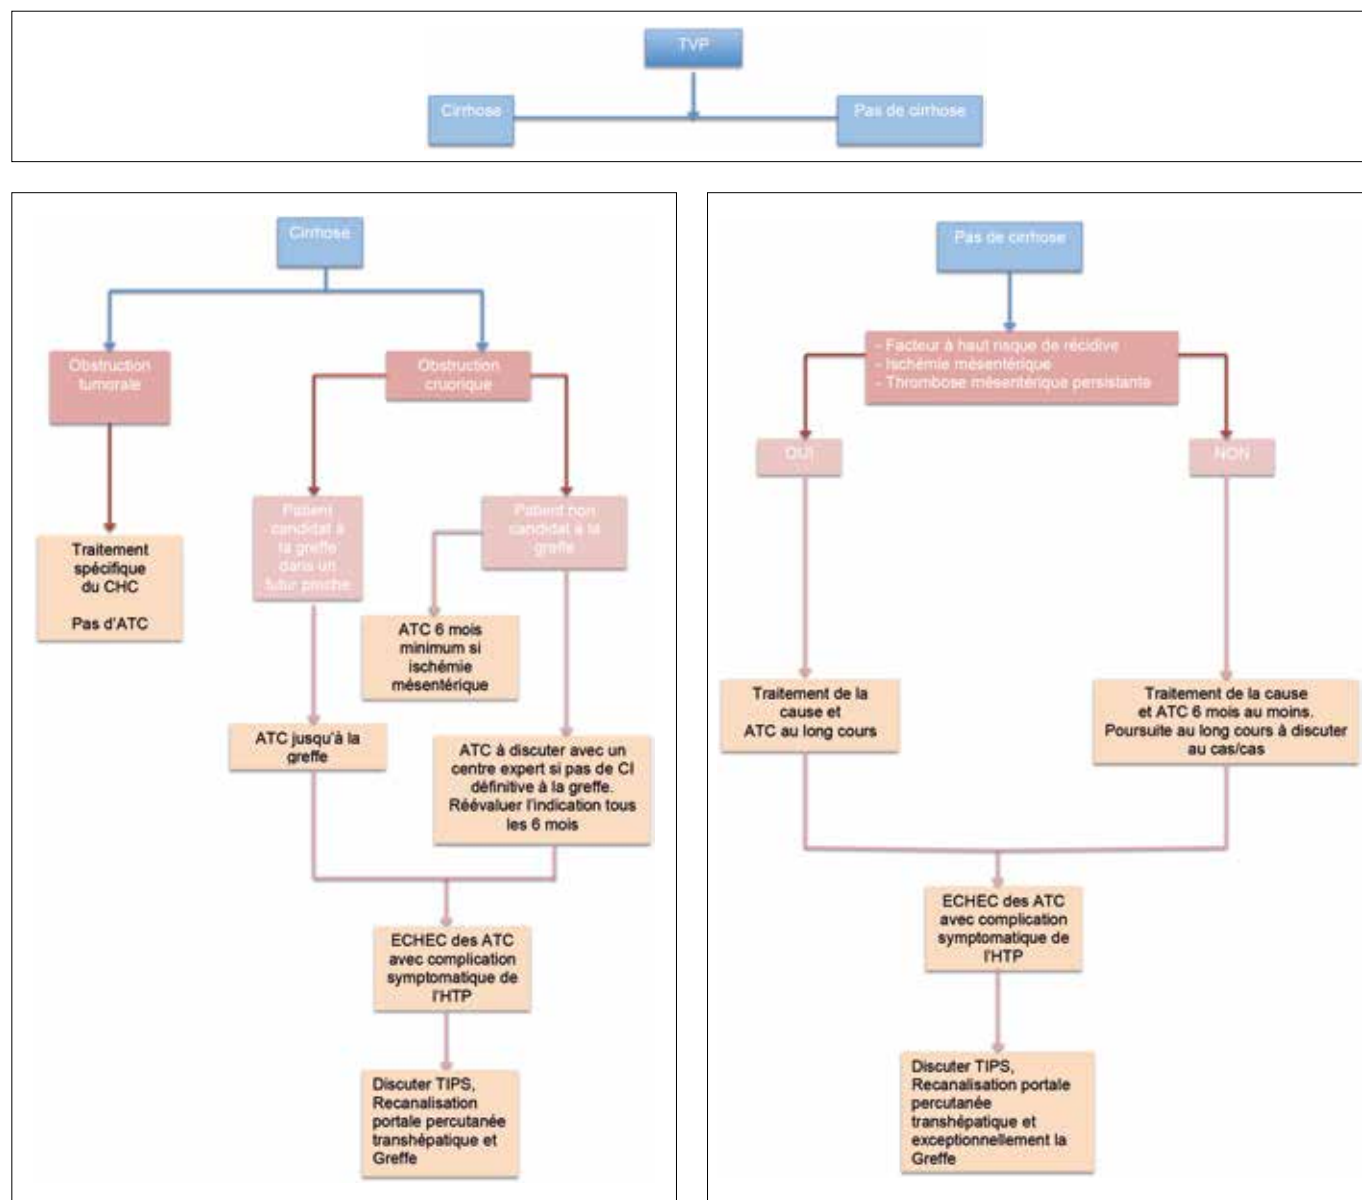 TVP
Cirrhose
Pas de cirrhose
Cirrhose
Obstruction
tumorale
Obstruction
cruorique
Patient
candidat à
la greffe
dans un
futur proche
Patient non
candidat à la
greffe
Traitement
spécifique
du CHC
Pas d'ATC
ATC 6 mois
minimum si
ischémie
mésentérique
ATC jusqu'à la
greffe
ATC à discuter avec un
centre expert si pas de CI
définitive à la greffe.
Réévaluer l'indication tous
les 6 mois
ECHEC des ATC
avec complication
symptomatique de
l'HTP
Discuter TIPS,
Recanalisation
portale percutanée
transhépatique et
Greffe
Pas de cirrhose
- Facteur à haut risque de récidive
- Ischémie mésentérique
- Thrombose mésentérique persistante
OUI
NON
Traitement de la
cause et
ATC au long cours
Traitement de la cause
et ATC 6 mois au moins.
Poursuite au long cours à discuter
au cas/cas
ECHEC des ATC
avec complication
symptomatique de
l'HTP
Discuter TIPS,
Recanalisation portale
percutanée
transhépatique et
exceptionnellement la
Greffe